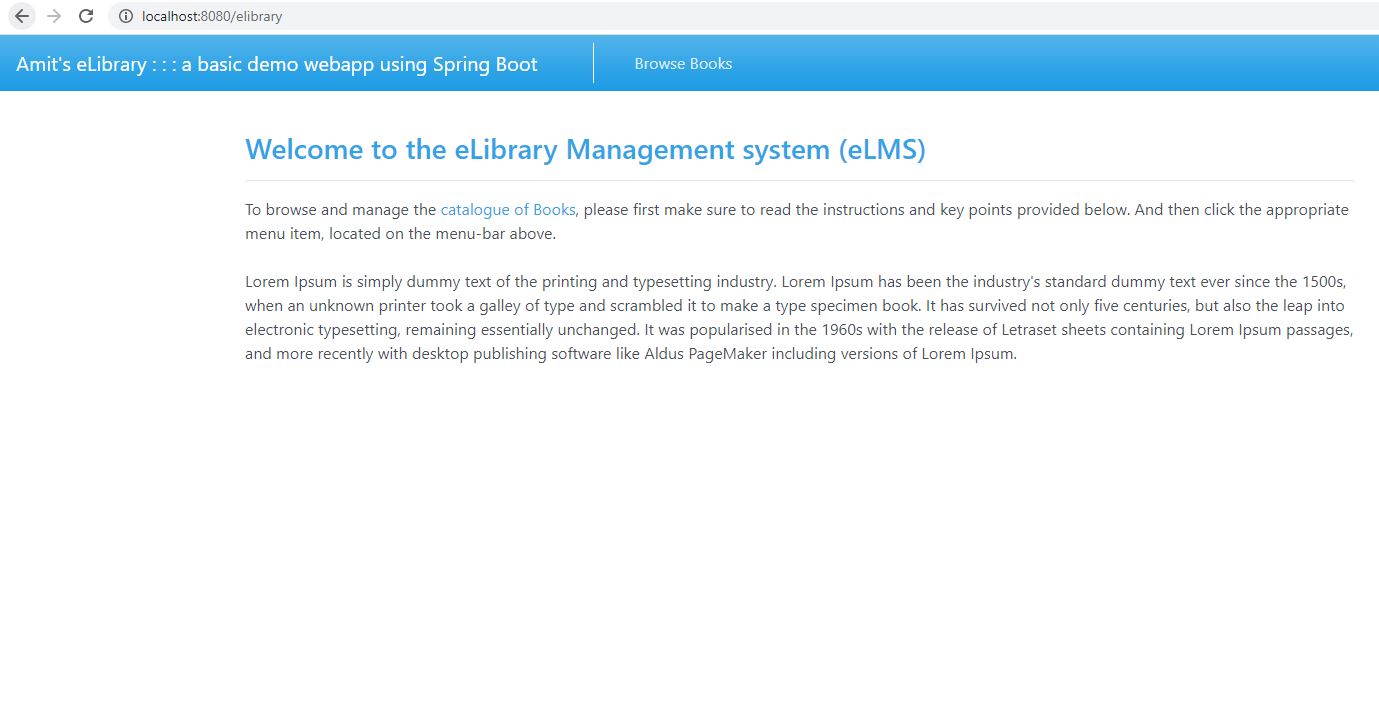 localhost:8080/elibrary
Amit's eLibrary : : : a basic demo webapp using Spring Boot
Browse Books
Welcome to the eLibrary Management system (eLMS)
To browse and manage the catalogue of Books, please first make sure to read the instructions and key points provided below. And then click the appropriate
menu item, located on the menu-bar above.
Lorem Ipsum is simply dummy text of the printing and typesetting industry. Lorem Ipsum has been the industry's standard dummy text ever since the 1500s,
when an unknown printer took a galley of type and scrambled it to make a type specimen book. It has survived not only five centuries, but also the leap into
electronic typesetting, remaining essentially unchanged. It was popularised in the 1960s with the release of Letraset sheets containing Lorem Ipsum passages,
and more recently with desktop publishing software like Aldus PageMaker including versions of Lorem Ipsum.